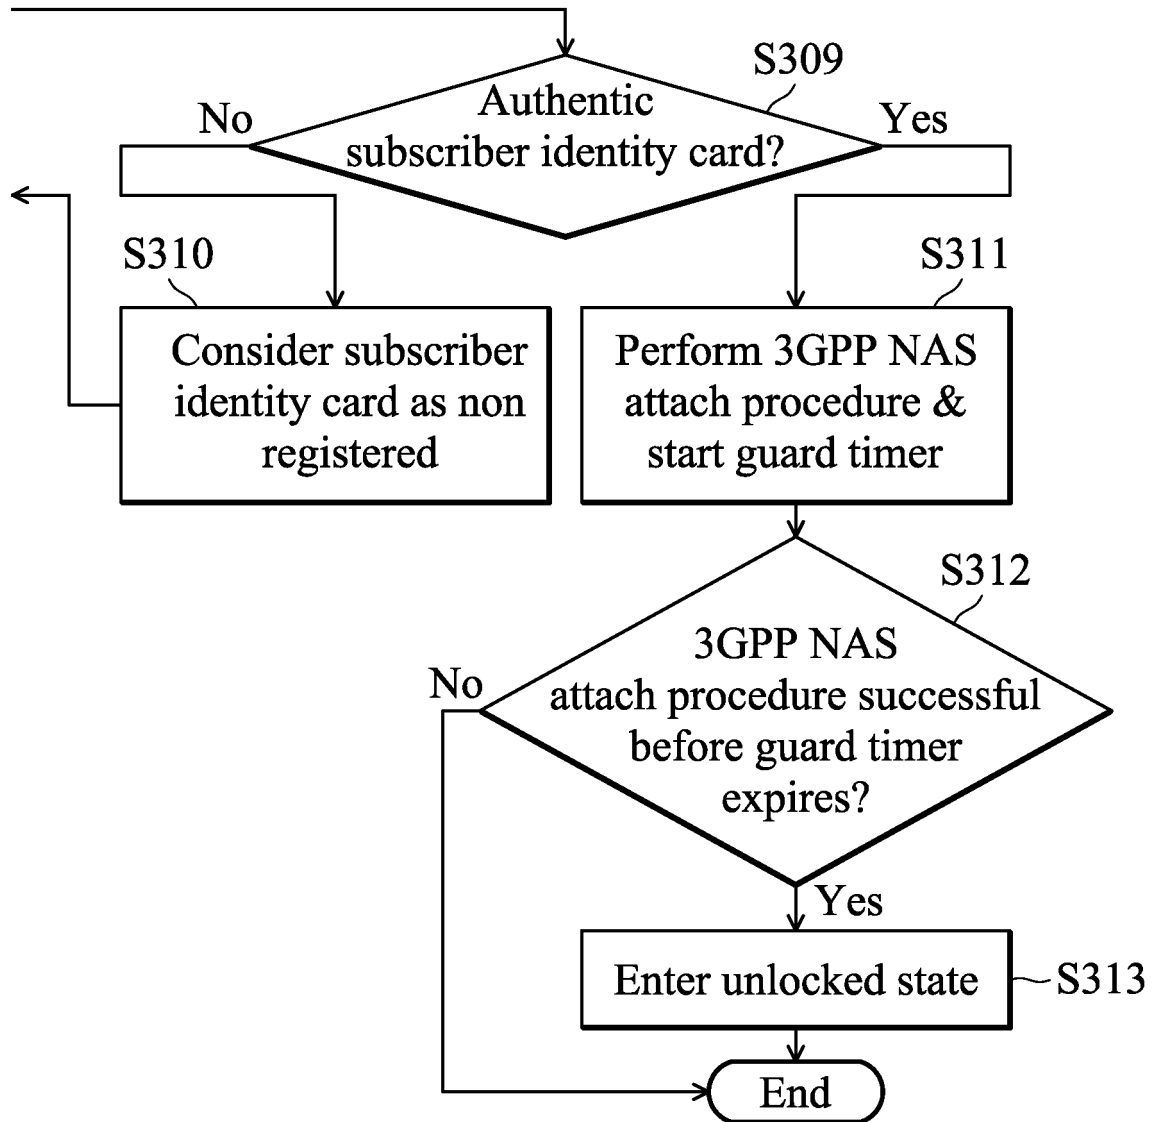 S309
Authentic
subscriber identity card?
No
Yes
S310
Consider subscriber
identity card as non
registered
S311
Perform 3GPP NAS
attach procedure &
start guard timer
S312
3GPP NAS
attach procedure successful
before guard timer
expires?
No
Yes
Enter unlocked state
S313
End